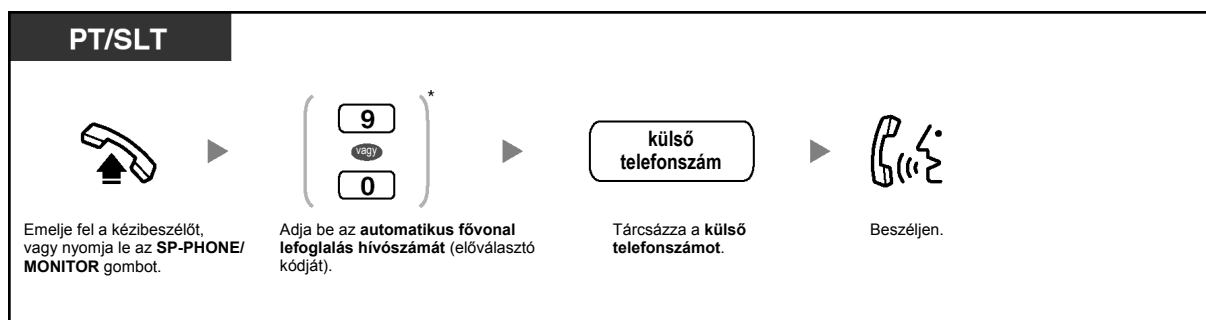 PT/SLT
*
9
vagy
0
külső
telefonszám
Emelje fel a kézibeszélőt,
vagy nyomja le az SP-PHONE/
MONITOR gombot.
Adja be az automatikus fővonal
lefoglalás hívószámát (előválasztó
kódját).
Tárcsázza a külső
telefonszámot.
Beszéljen.